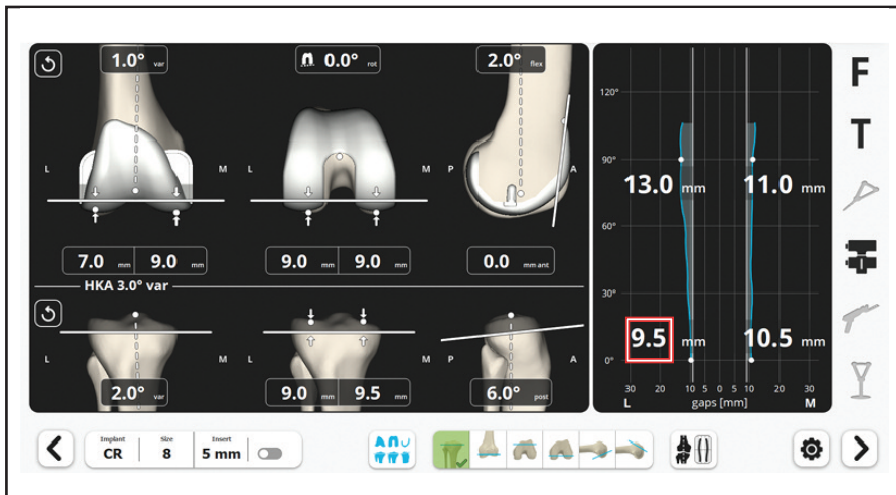 1.0° var
0.0° rot
2.0° flex
L M L M P A
7.0 mm 9.0 mm
9.0 mm 9.0 mm
0.0 mm ant
HKA 3.0° var
L M L M P A
2.0° var
9.0 mm 9.5 mm
6.0° post
120°
90°
13.0 mm 11.0 mm
60°
30°
9.5 mm 10.5 mm
0°
30 20 10 5 0 5 10 20 30
L gaps [mm] M
F
T
Implant Size Insert
CR 8 5 mm